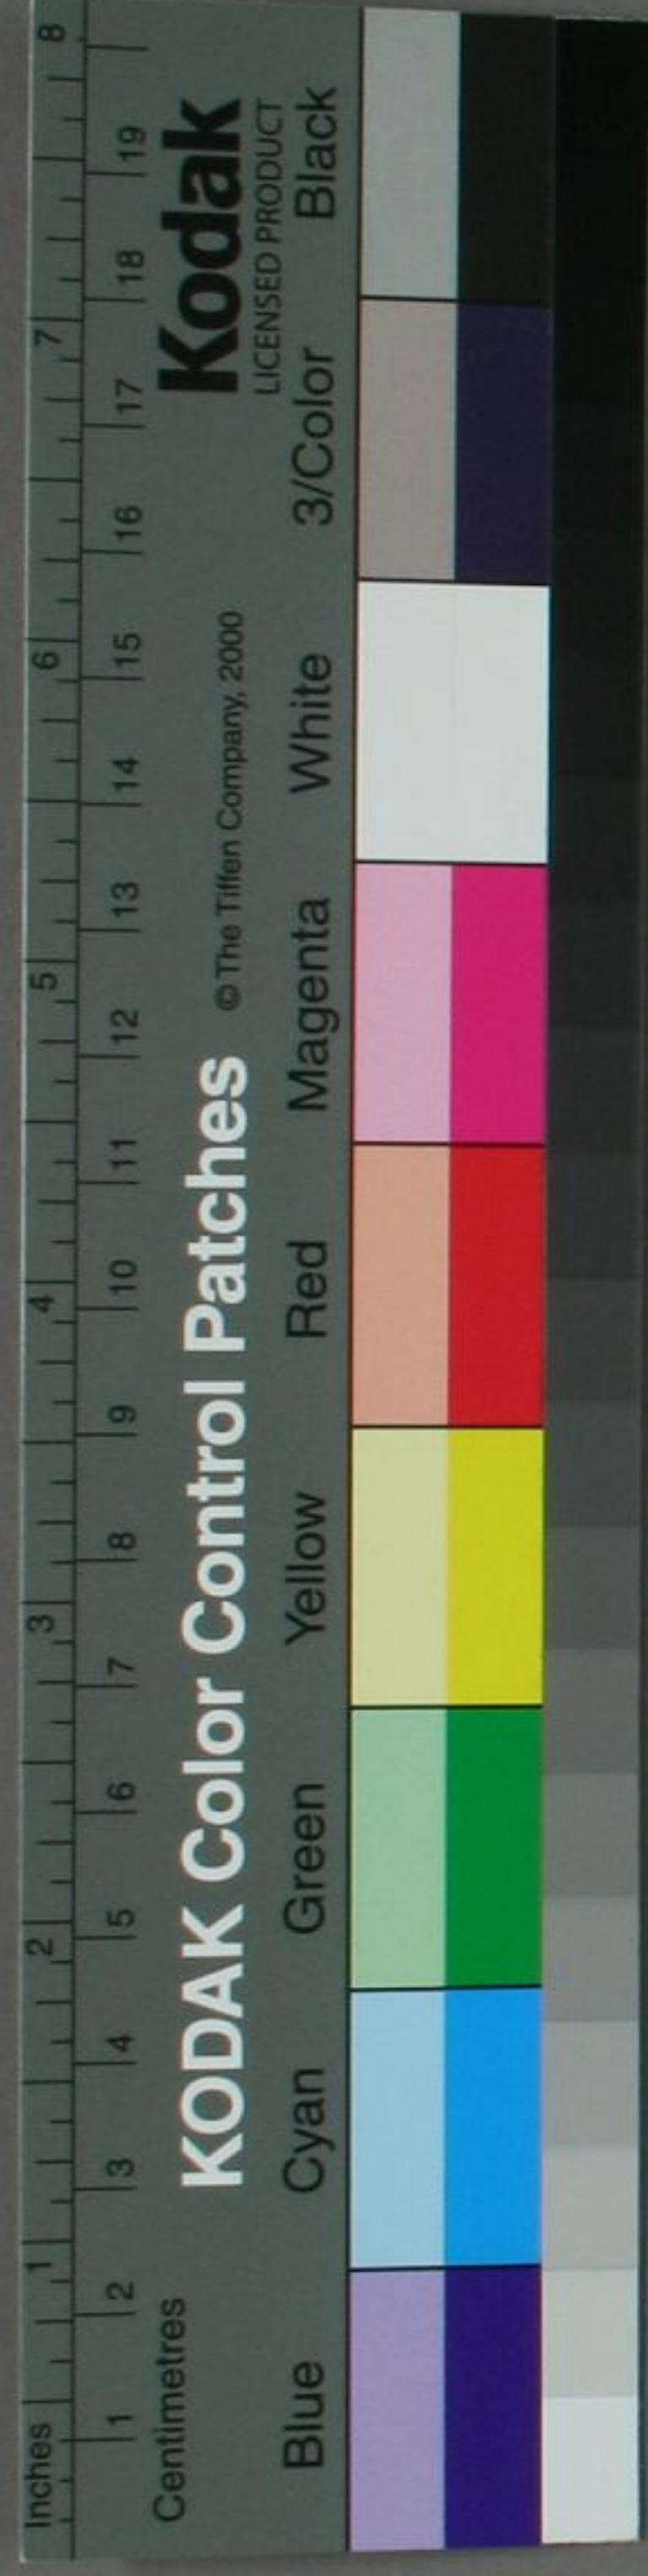 Inches 1 2 3 4 5 6 7 8
1 2 3 4 5 6 7 8 9 10 11 12 13 14 15 16 17 18 19
Centimetres
KODAK Color Control Patches
© The Tiffen Company, 2000
Kodak
LICENSED PRODUCT
Blue Cyan Green Yellow Red Magenta White 3/Color Black